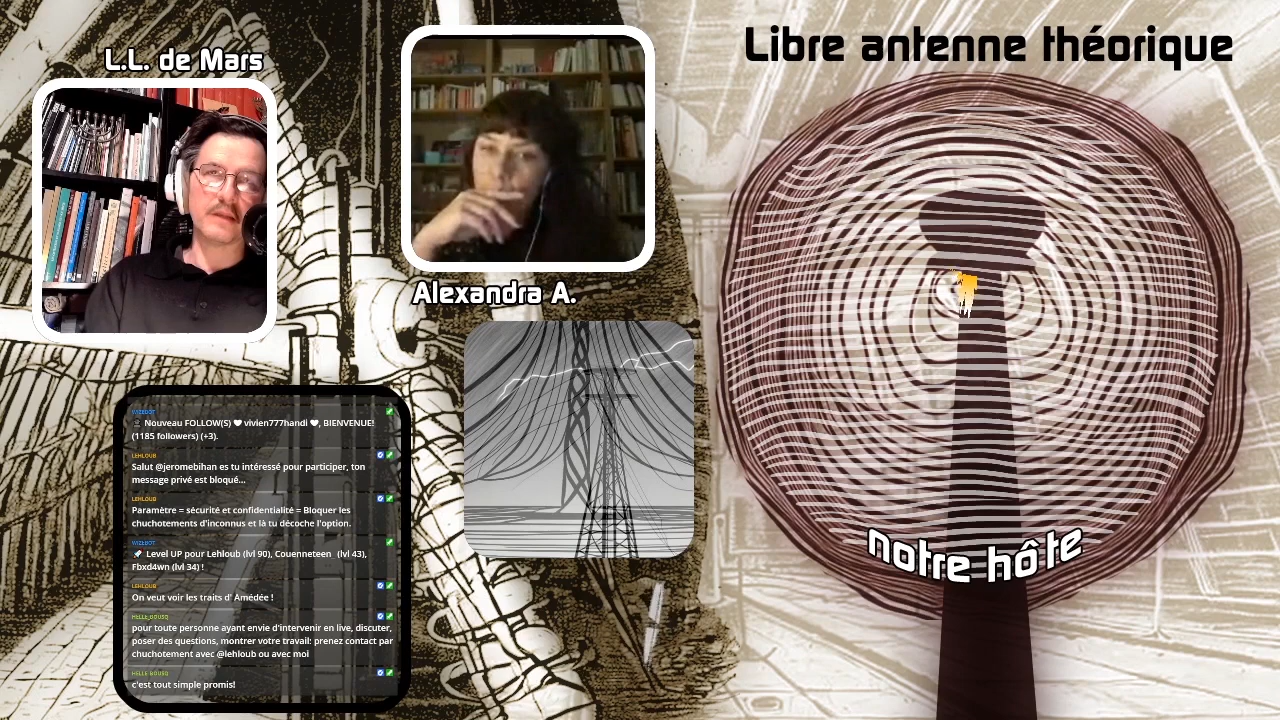 L.L. de Mars
Libre antenne théorique
Alexandra A.
WIZEBOT
Nouveau FOLLOW(S) ♥ vivien777handi ♥, BIENVENUE!
(1185 followers) (+3).
LEHLOUB
Salut @jeromebihan es tu intéressé pour participer, ton
message privé est bloqué...
LEHLOUB
Paramètre = sécurité et confidentialité = Bloquer les
chuchotements d'inconnus et là tu décoche l'option.
WIZEBOT
Level UP pour Lehloub (lvl 90), Couenneteen (lvl 43),
Fbxd4wn (lvl 34) !
LEHLOUB
On veut voir les traits d' Amédée !
HELLE_BOUSQ
pour toute personne ayant envie d'intervenir en live, discuter,
poser des questions, montrer votre travail: prenez contact par
chuchotement avec @lehloub ou avec moi
HELLE_BOUSQ
c'est tout simple promis!
notre hôte